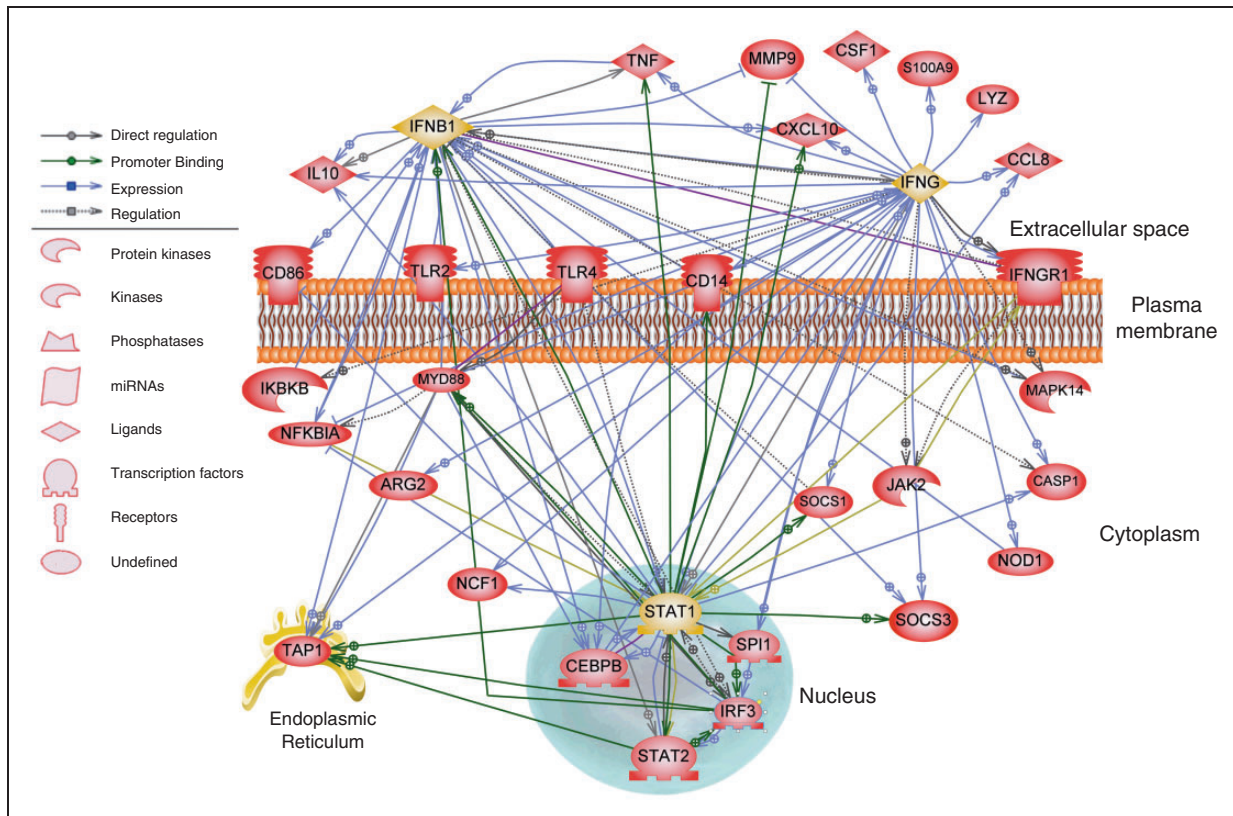 TNF
MMP9
CSF1
S100A9
LYZ
IFNB1
CXCL10
CCL8
IL10
IFNG
Direct regulation
Promoter Binding
Expression
Regulation
Extracellular space
CD86
TLR2
TLR4
CD14
IFNGR1
Plasma
membrane
Protein kinases
Kinases
Phosphatases
miRNAs
Ligands
Transcription factors
Receptors
Undefined
IKBKB
MYD88
MAPK14
NFKBIA
ARG2
SOCS1
JAK2
CASP1
Cytoplasm
NOD1
NCF1
STAT1
SOCS3
TAP1
CEBPB
SPI1
Nucleus
IRF3
STAT2
Endoplasmic
Reticulum